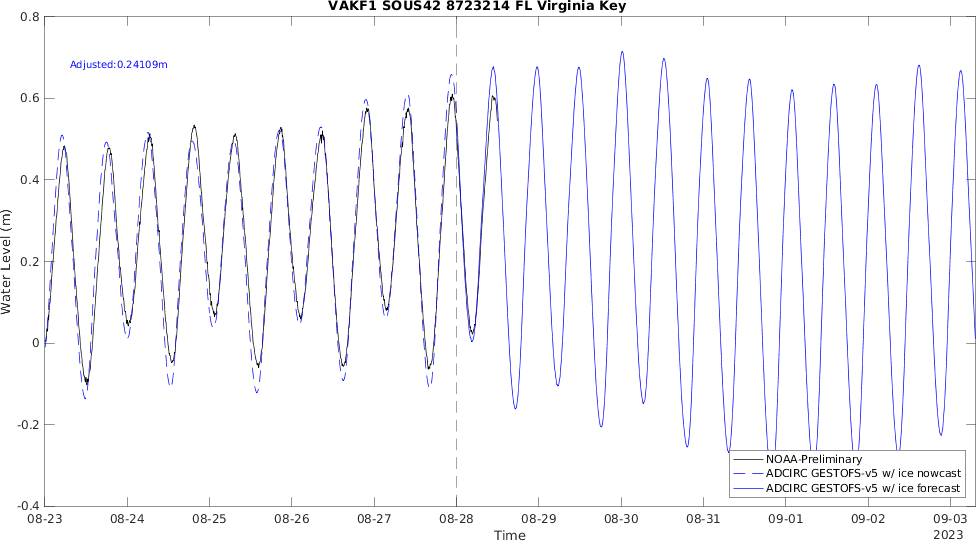 VAKF1 SOUS42 8723214 FL Virginia Key
0.8
Adjusted:0.24109m
0.6
0.4
0.2
0
-0.2
-0.4
Water Level (m)
NOAA-Preliminary
ADCIRC GESTOFS-v5 w/ ice nowcast
ADCIRC GESTOFS-v5 w/ ice forecast
08-23 08-24 08-25 08-26 08-27 08-28 08-29 08-30 08-31 09-01 09-02 09-03
Time
2023